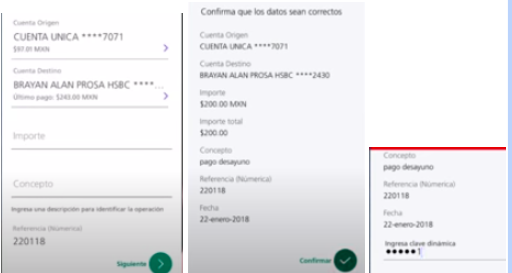 Cuenta Origen
CUENTA UNICA ****7071
$97.01 MXN
Cuenta Destino
BRAYAN ALAN PROSA HSBC ****...
Último pago: $243.00 MXN
Importe
Concepto
Ingresa una descripción para identificar la operación
Referencia (Númerica)
220118
Siguiente
Confirma que los datos sean correctos
Cuenta Origen
CUENTA UNICA ****7071
Cuenta Destino
BRAYAN ALAN PROSA HSBC ****2430
Importe
$200.00 MXN
Importe total
$200.00
Concepto
pago desayuno
Referencia (Númerica)
220118
Fecha
22-enero-2018
Confirmar
Concepto
pago desayuno
Referencia (Númerica)
220118
Fecha
22-enero-2018
Ingresa clave dinámica
●●●●●1